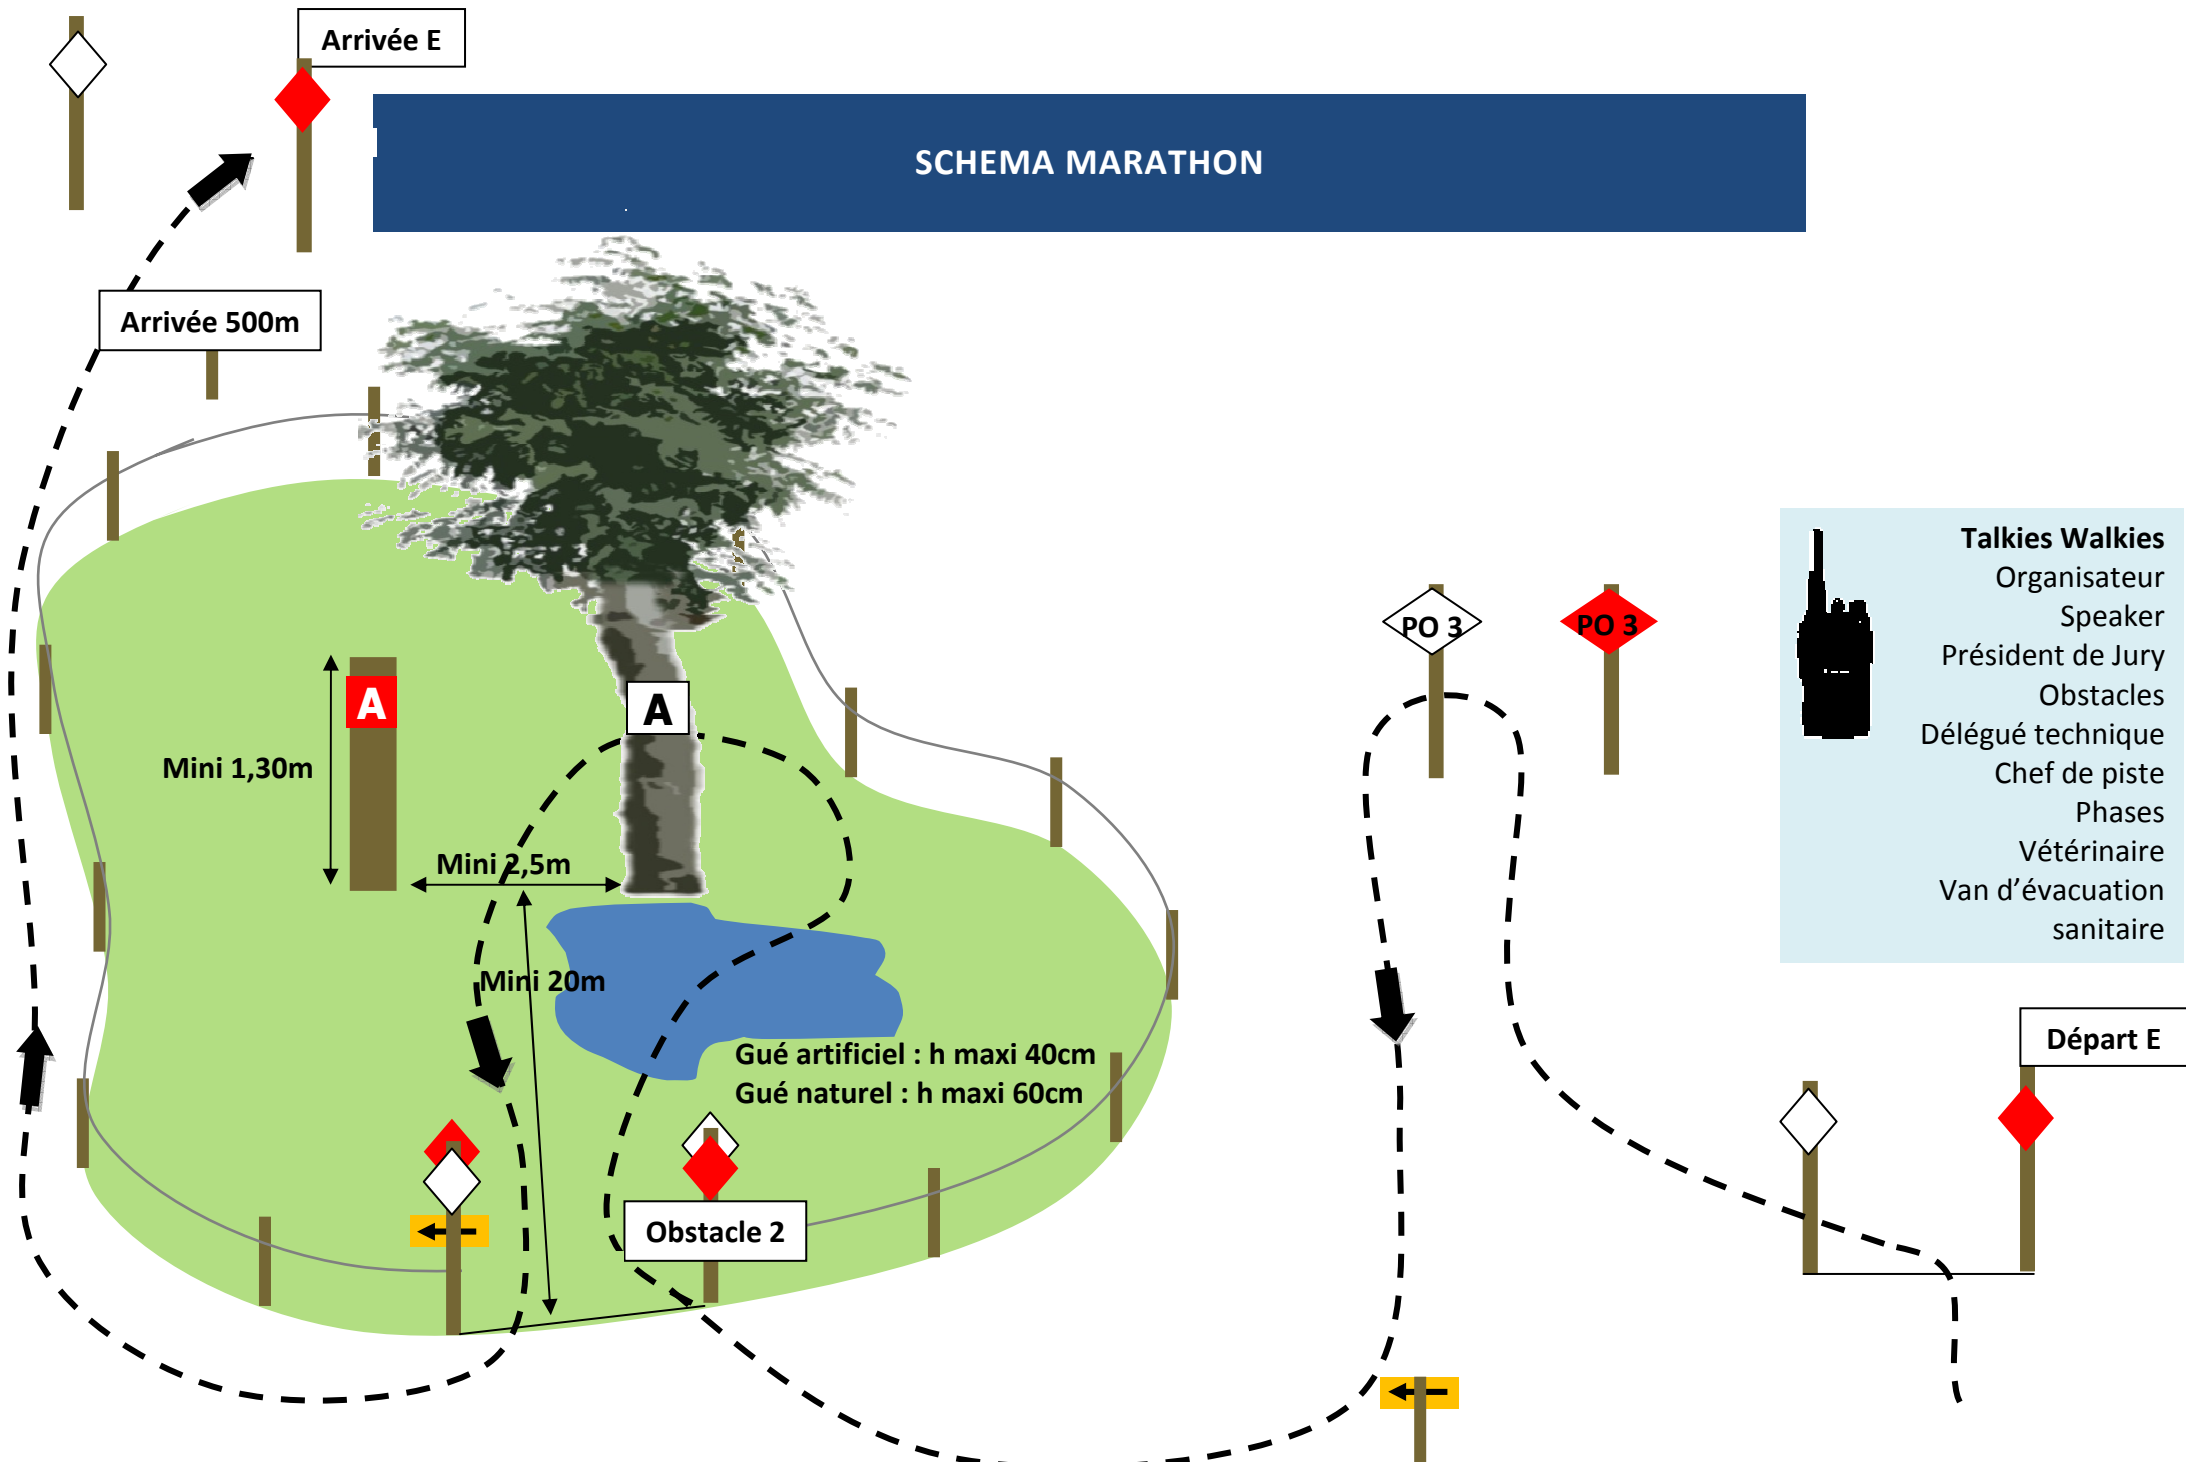 Arrivée E
SCHEMA MARATHON
Arrivée 500m
Talkies Walkies
Organisateur
Speaker
Président de Jury
Obstacles
Délégué technique
Chef de piste
Phases
Vétérinaire
Van d’évacuation
sanitaire
PO 3
PO 3
A
A
Mini 1,30m
Mini 2,5m
Mini 20m
Gué artificiel : h maxi 40cm
Gué naturel : h maxi 60cm
Départ E
Obstacle 2